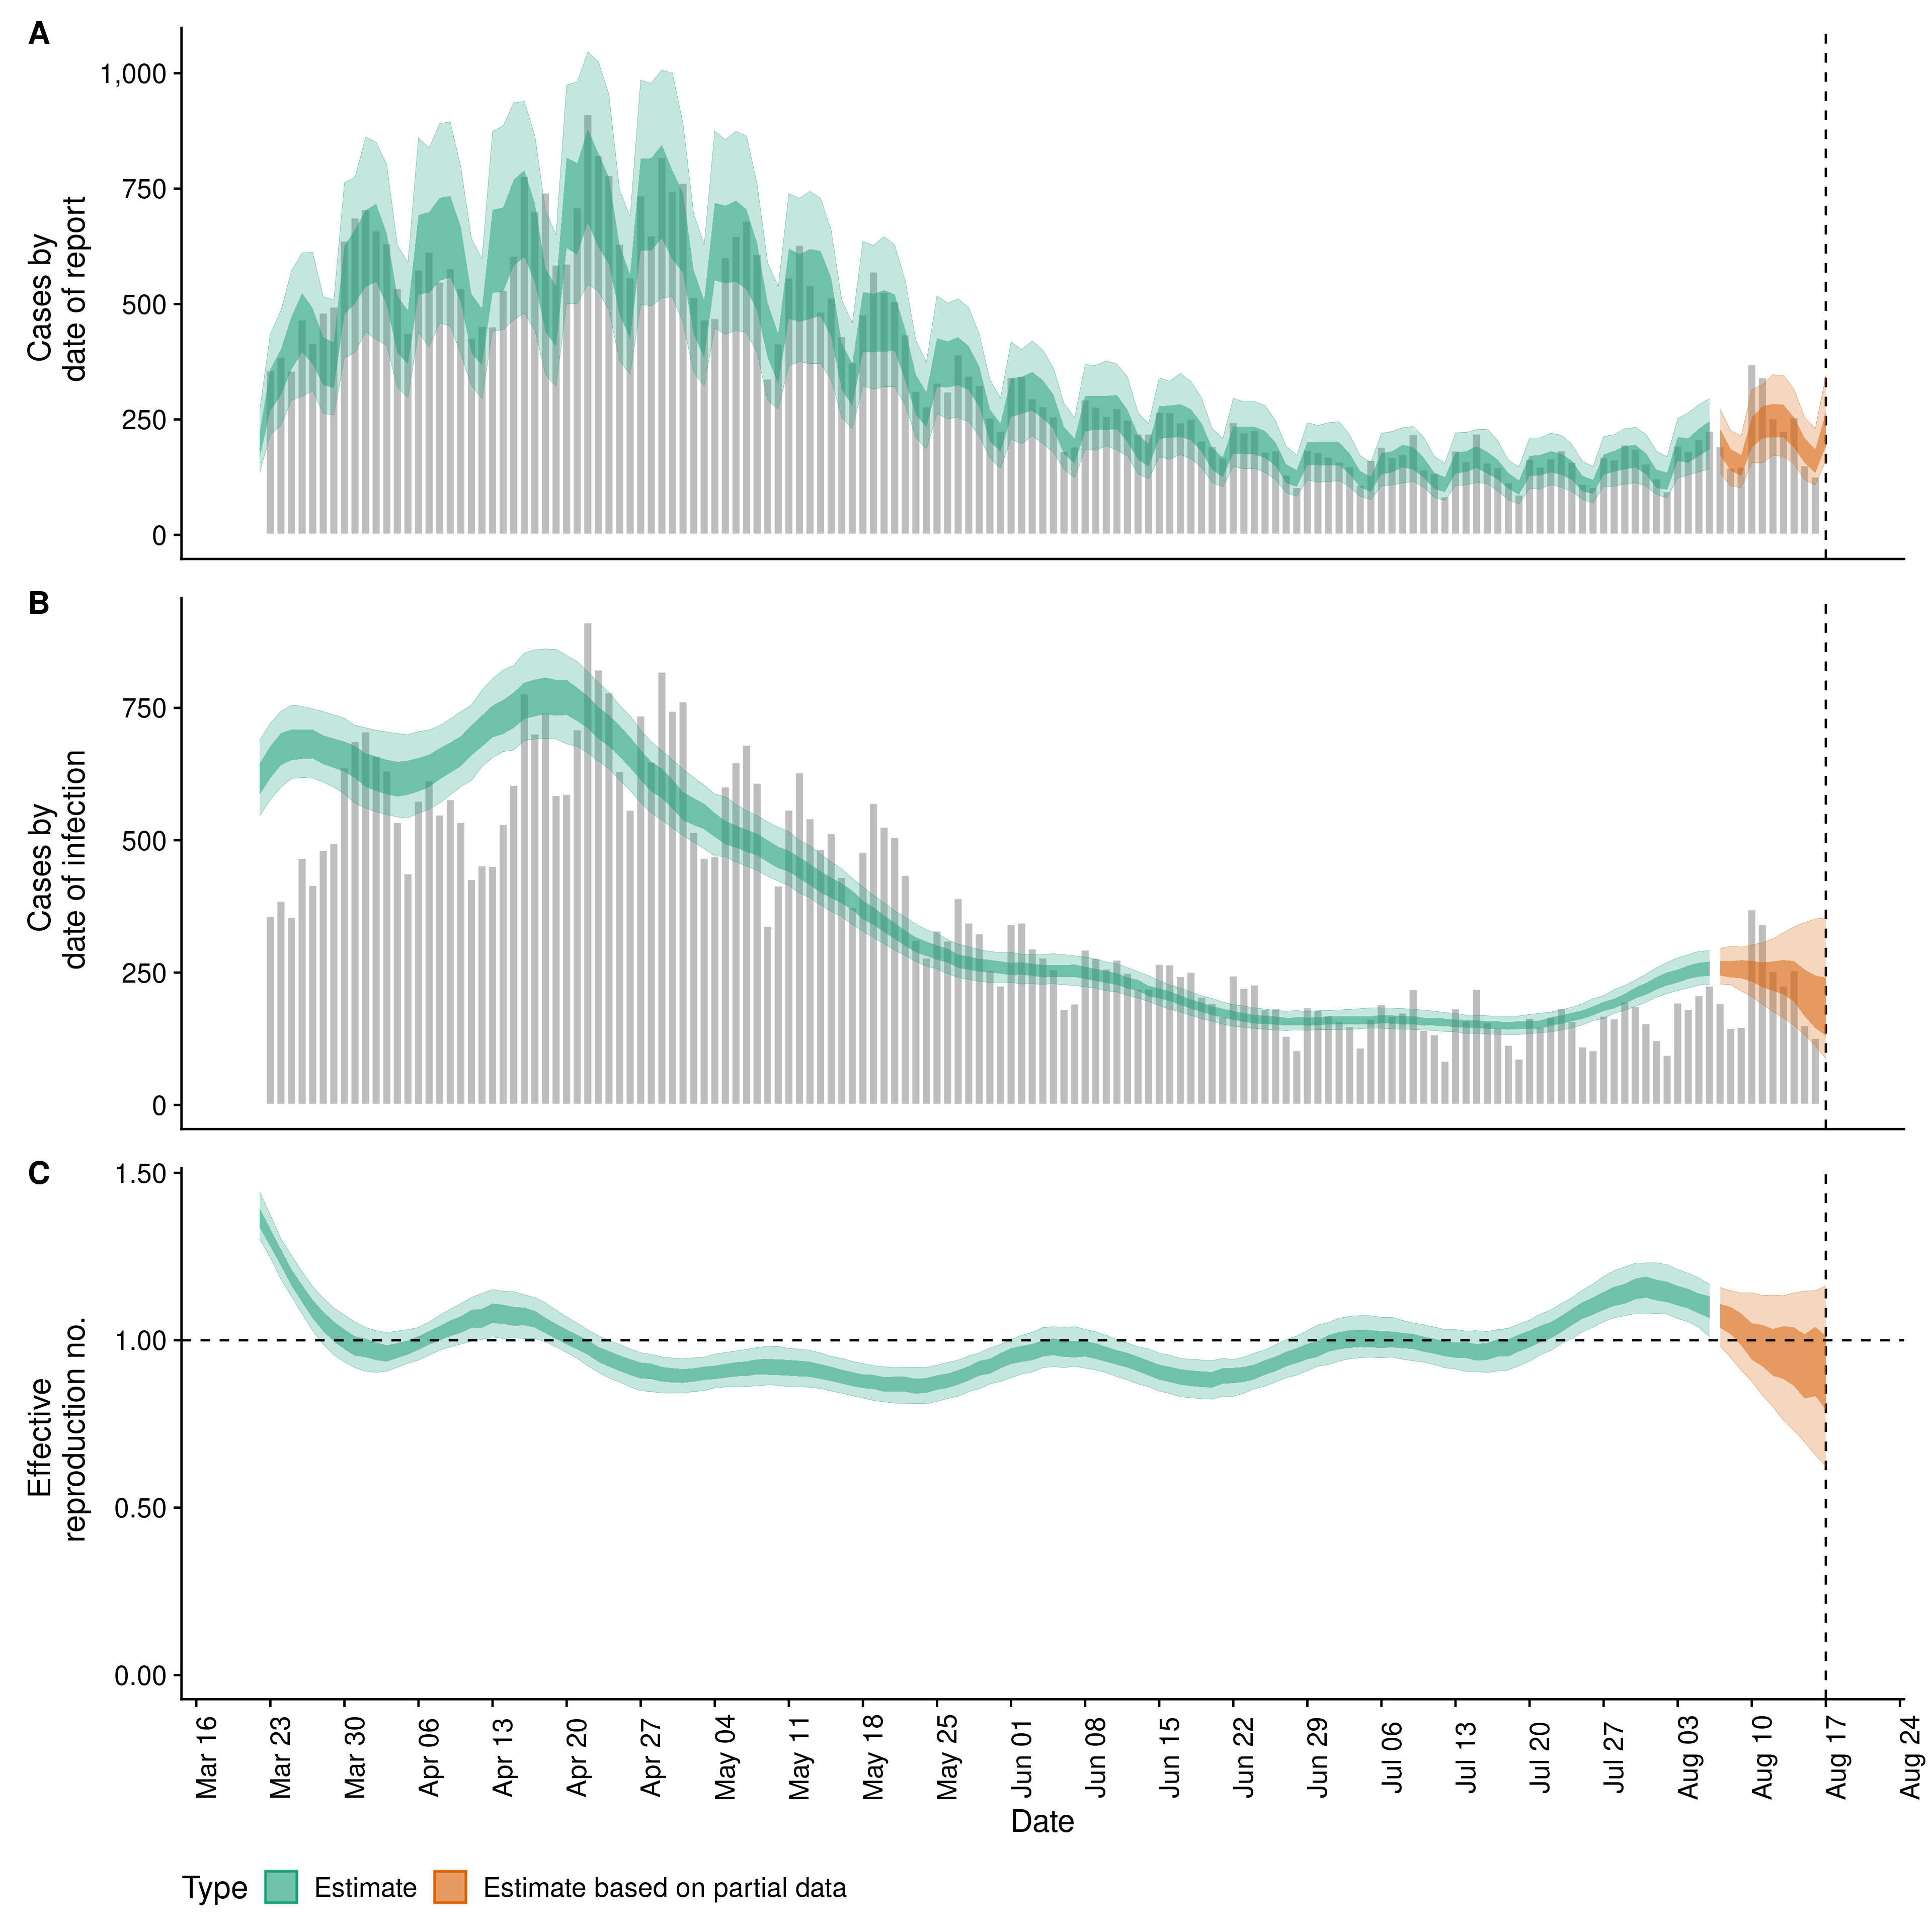 A
Cases by
date of report
1,000
750
500
250
0
B
Cases by
date of infection
750
500
250
0
C
Effective
reproduction no.
1.50
1.00
0.50
0.00
Mar 16
Mar 23
Mar 30
Apr 06
Apr 13
Apr 20
Apr 27
May 04
May 11
May 18
May 25
Jun 01
Jun 08
Jun 15
Jun 22
Jun 29
Jul 06
Jul 13
Jul 20
Jul 27
Aug 03
Aug 10
Aug 17
Aug 24
Date
Type Estimate Estimate based on partial data